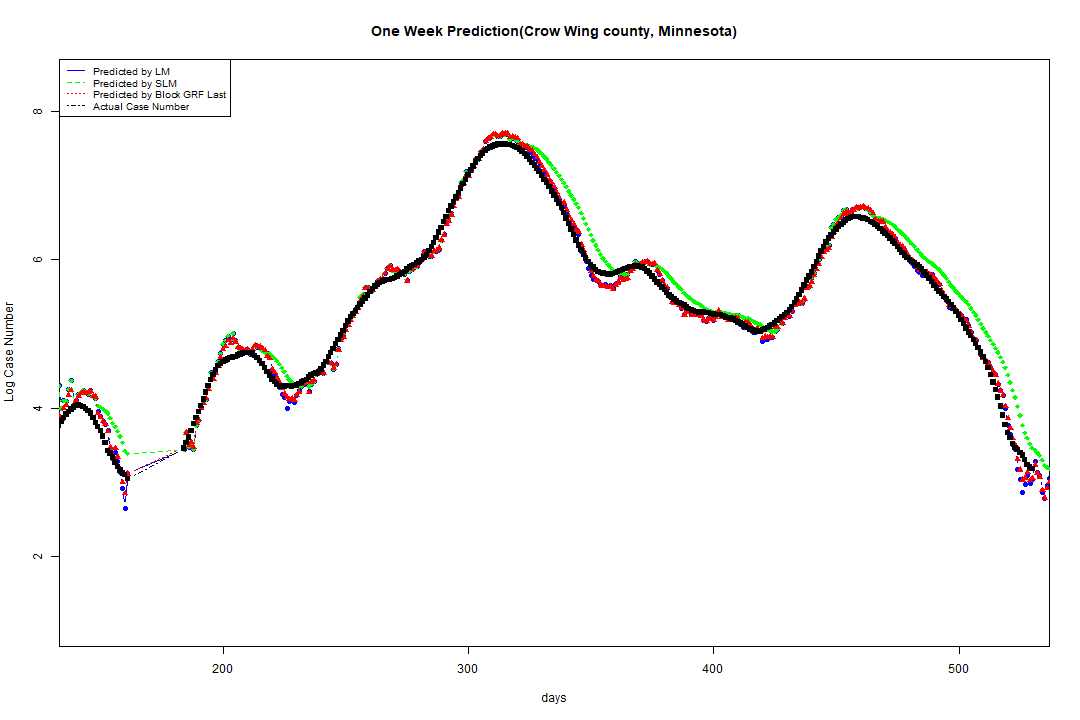 One Week Prediction(Crow Wing county, Minnesota)
Predicted by LM
Predicted by SLM
Predicted by Block GRF Last
Actual Case Number
8
6
4
2
Log Case Number
200
300
400
500
days